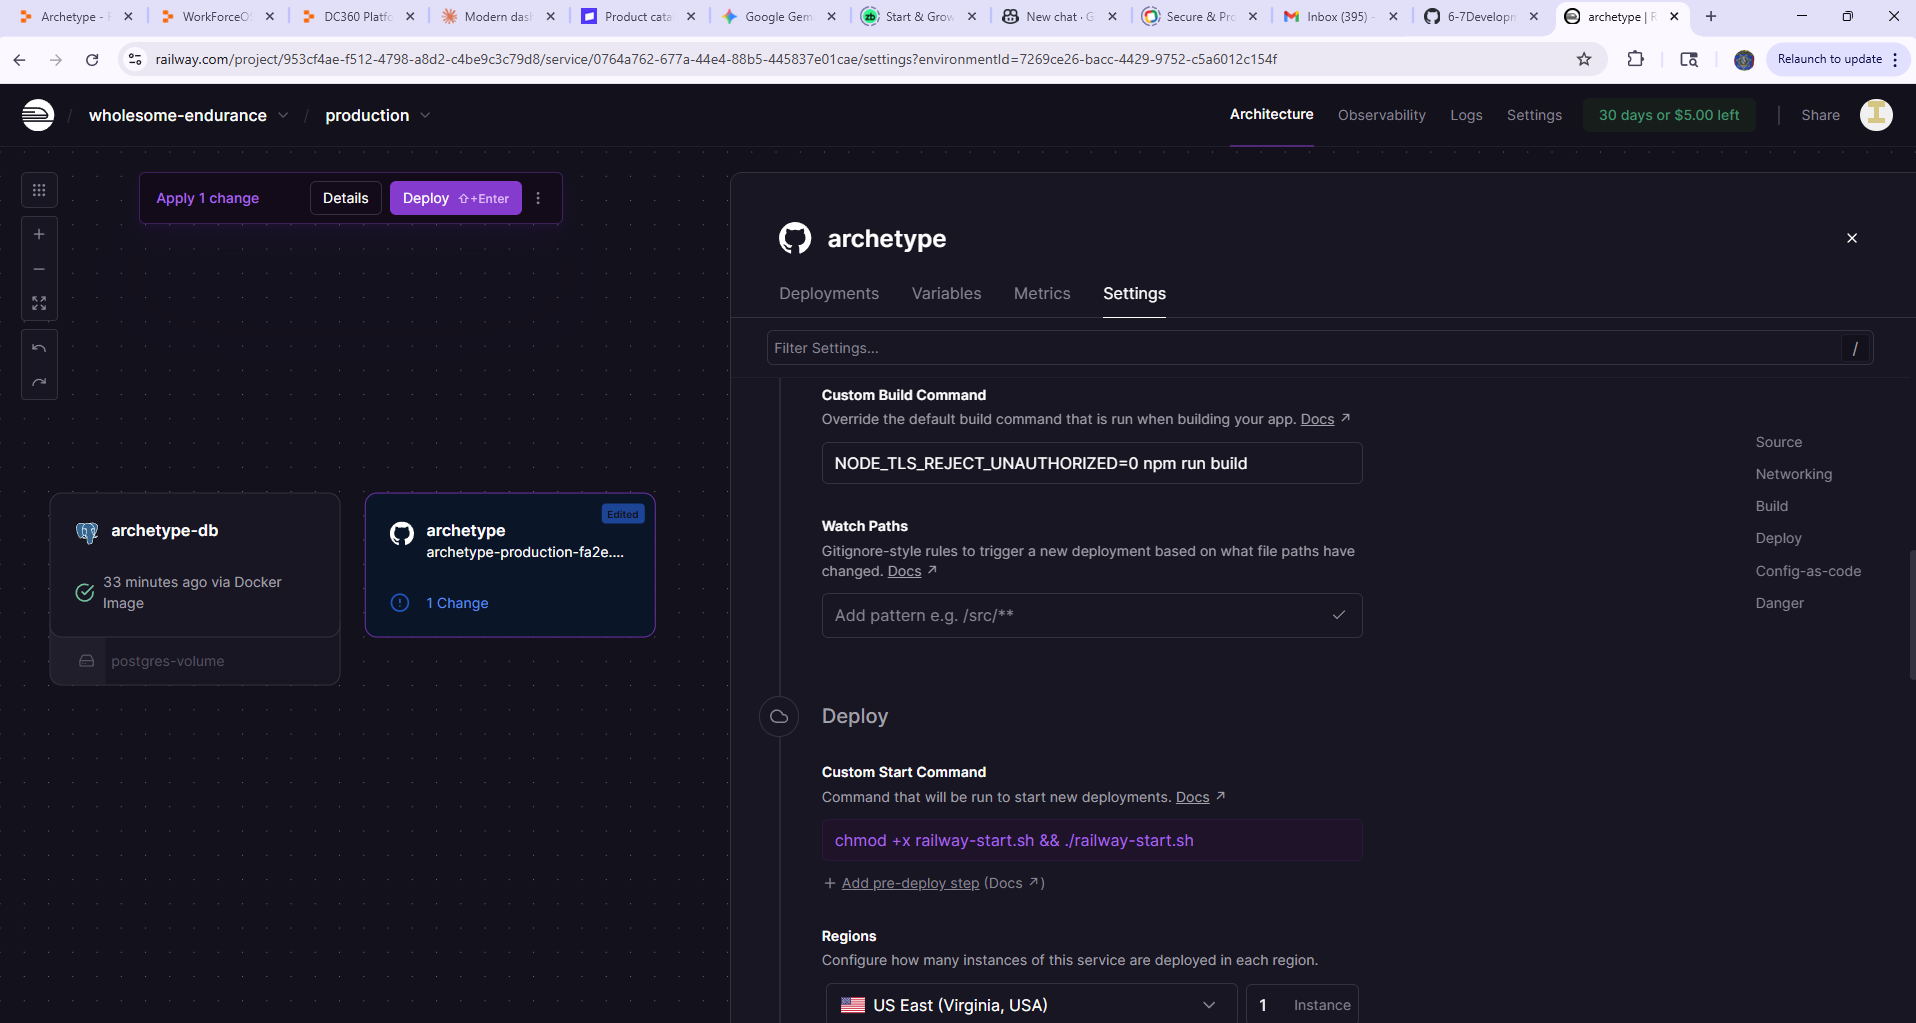 Archetype - R
WorkForceO
DC360 Platfo
Modern dash
Product cata
Google Gem
Start & Grow
New chat · G
Secure & Pro
Inbox (395) -
6-7Developm
archetype | R
railway.com/project/953cf4ae-f512-4798-a8d2-c4be9c3c79d8/service/0764a762-677a-44e4-88b5-445837e01cae/settings?environmentId=7269ce26-bacc-4429-9752-c5a6012c154f
Relaunch to update
/ wholesome-endurance / production
Architecture
Observability
Logs
Settings
30 days or $5.00 left
Share
Apply 1 change
Details
Deploy ⇧+Enter
archetype-db
33 minutes ago via Docker
Image
postgres-volume
Edited
archetype
archetype-production-fa2e....
1 Change
archetype
Deployments
Variables
Metrics
Settings
Filter Settings...
/
Custom Build Command
Override the default build command that is run when building your app. Docs ↗
NODE_TLS_REJECT_UNAUTHORIZED=0 npm run build
Watch Paths
Gitignore-style rules to trigger a new deployment based on what file paths have
changed. Docs ↗
Add pattern e.g. /src/**
Deploy
Custom Start Command
Command that will be run to start new deployments. Docs ↗
chmod +x railway-start.sh && ./railway-start.sh
+ Add pre-deploy step (Docs ↗)
Regions
Configure how many instances of this service are deployed in each region.
US East (Virginia, USA)
1 Instance
Source
Networking
Build
Deploy
Config-as-code
Danger